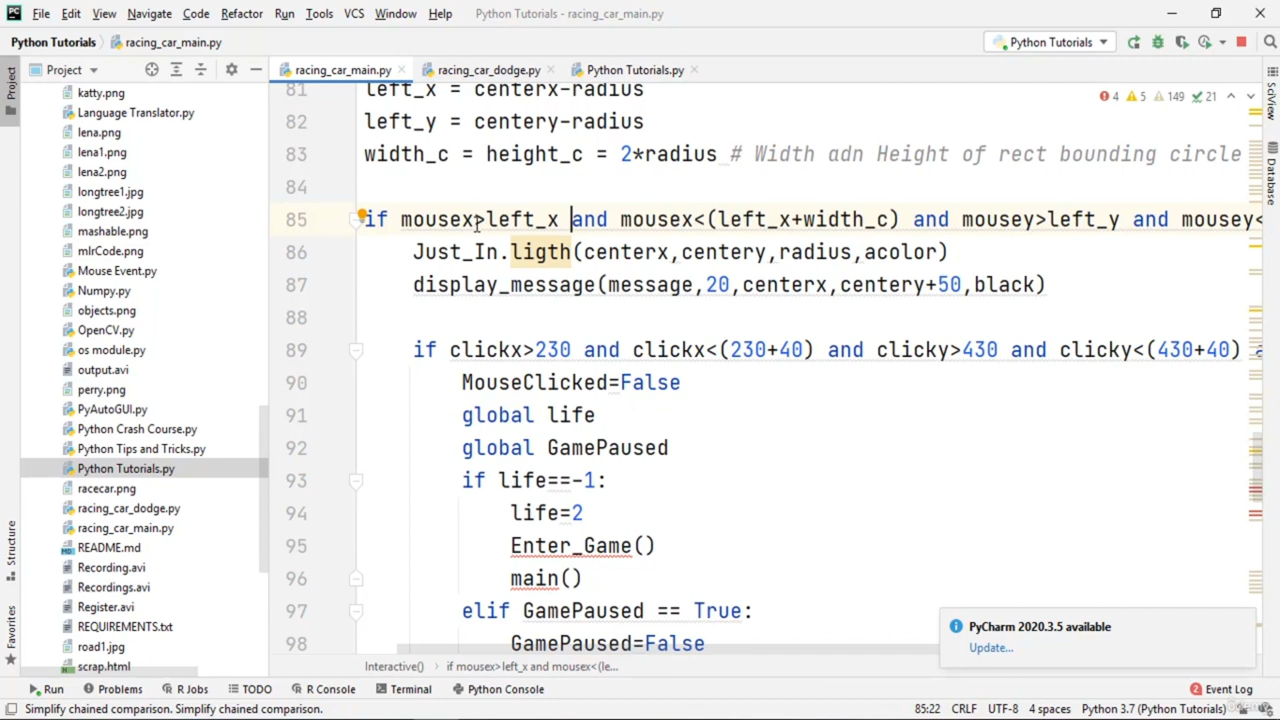 PC File Edit View Navigate Code Refactor Run Tools VCS Window Help Python Tutorials - racing_car_main.py
Python Tutorials racing_car_main.py Python Tutorials
Project racing_car_main.py racing_car_dodge.py Python Tutorials.py
Project
Structure
Favorites
SciView
Database
katty.png
Language Translator.py
lena.png
lena1.png
lena2.png
longtree1.jpg
longtree2.jpg
mashable.png
mlrCode.png
Mouse Event.py
Numpy.py
objects.png
OpenCV.py
os module.py
output.avi
perry.png
PyAutoGUI.py
Python Crash Course.py
Python Tips and Tricks.py
Python Tutorials.py
racecar.png
racing_car_dodge.py
racing_car_main.py
README.md
Recording.avi
Recordings.avi
Register.avi
REQUIREMENTS.txt
road1.jpg
scrap.html
4 5 149 21
81 left_x = centerx-radius
82 left_y = centery-radius
83 width_c = height_c = 2*radius # Width adn Height of rect bounding circle
84
85 if mousex>left_x and mousex<(left_x+width_c) and mousey>left_y and mousey<
86 Just_In.ligth(centerx,centery,radius,acolor)
87 display_message(message,20,centerx,centery+50,black)
88
89 if clickx>230 and clickx<(230+40) and clicky>430 and clicky<(430+40) a
90 MouseClicked=False
91 global life
92 global GamePaused
93 if life==-1:
94 life=2
95 Enter_Game()
96 main()
97 elif GamePaused == True:
98 GamePaused=False
PyCharm 2020.3.5 available
Update...
Interactive() if mousex>left_x and mousex<(le...
Run Problems R Jobs TODO R Console Terminal Python Console Event Log
Simplify chained comparison. Simplify chained comparison. 85:22 CRLF UTF-8 4 spaces Python 3.7 (Python Tutorials)